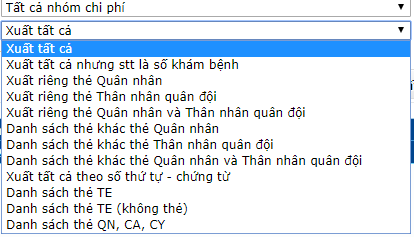 Tất cả nhóm chi phí
Xuất tất cả
Xuất tất cả
Xuất tất cả nhưng stt là số khám bệnh
Xuất riêng thẻ Quân nhân
Xuất riêng thẻ Thân nhân quân đội
Xuất riêng thẻ Quân nhân và Thân nhân quân đội
Danh sách thẻ khác thẻ Quân nhân
Danh sách thẻ khác thẻ Thân nhân quân đội
Danh sách thẻ khác thẻ Quân nhân và Thân nhân quân đội
Xuất tất cả theo số thứ tự - chứng từ
Danh sách thẻ TE
Danh sách thẻ TE (không thẻ)
Danh sách thẻ QN, CA, CY